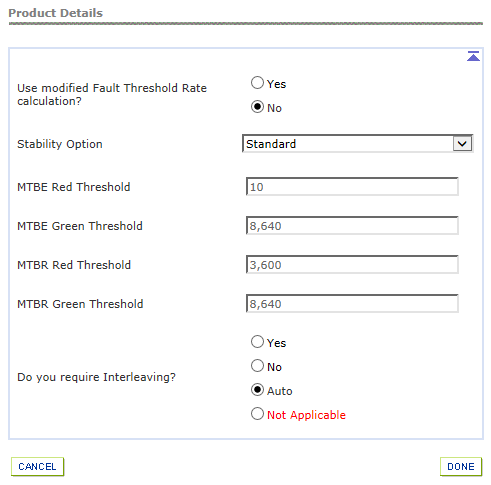 Product Details
Use modified Fault Threshold Rate
calculation?
Yes
No
Stability Option
Standard
MTBE Red Threshold
10
MTBE Green Threshold
8,640
MTBR Red Threshold
3,600
MTBR Green Threshold
8,640
Do you require Interleaving?
Yes
No
Auto
Not Applicable
CANCEL
DONE